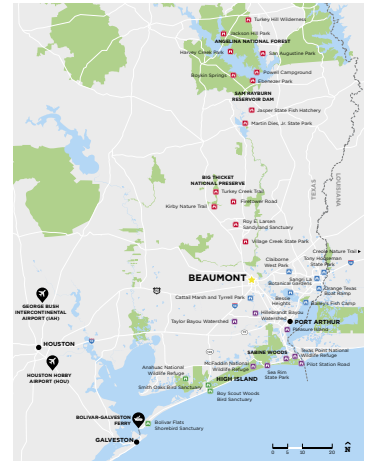 Turkey Hill Wilderness
Jackson Hill Park
ANGELINA NATIONAL FOREST
Harvey Creek Park
San Augustine Park
Powell Campground
Boykin Springs
Ebenezer Park
SAM RAYBURN
RESERVOIR DAM
Jasper State Fish Hatchery
Martin Dies, Jr. State Park
BIG THICKET
NATIONAL PRESERVE
Turkey Creek Trail
Firetower Road
Kirby Nature Trail
TEXAS
LOUISIANA
Roy E. Larsen
Sandyland Sanctuary
Village Creek State Park
Creole Nature Trail
Claiborne
West Park
Tony Houseman
State Park
BEAUMONT
Shangri La
Botanical Gardens
Orange Texas
Boat Ramp
GEORGE BUSH
INTERCONTINENTAL
AIRPORT (IAH)
Cattail Marsh and Tyrrell Park
Bessie
Heights
Bailey's Fish Camp
Hillebrandt Bayou
Watershed
Taylor Bayou Watershed
PORT ARTHUR
Pleasure Island
HOUSTON
SABINE WOODS
Texas Point National
Wildlife Refuge
HOUSTON HOBBY
AIRPORT (HOU)
Anahuac National
Wildlife Refuge
McFaddin National
Wildlife Refuge
Pilot Station Road
Sea Rim
State Park
Smith Oaks Bird Sanctuary
HIGH ISLAND
Boy Scout Woods
Bird Sanctuary
BOLIVAR-GALVESTON
FERRY
Bolivar Flats
Shorebird Sanctuary
GALVESTON
0 5 10 20
N